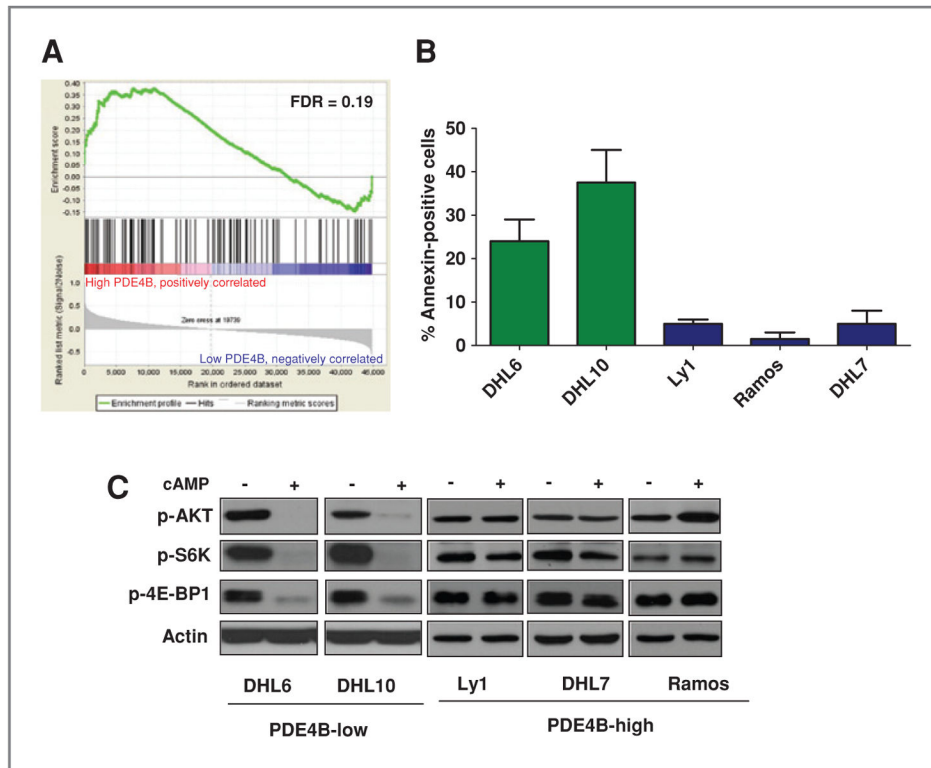 A
FDR = 0.19
Enrichment score
0.40
0.35
0.30
0.25
0.20
0.15
0.10
0.05
0.00
-0.05
-0.10
-0.15
High PDE4B, positively correlated
Ranked list metric (Signal2Noise)
1.0
0.5
0.0
-0.5
Zero cross at 19739
Low PDE4B, negatively correlated
0 5,000 10,000 15,000 20,000 25,000 30,000 35,000 40,000 45,000
Rank in ordered dataset
Enrichment profile Hits Ranking metric scores
B
% Annexin-positive cells
50
40
30
20
10
0
DHL6 DHL10 Ly1 Ramos DHL7
C
cAMP - + - + - + - + - +
p-AKT
p-S6K
p-4E-BP1
Actin
DHL6 DHL10 Ly1 DHL7 Ramos
PDE4B-low PDE4B-high